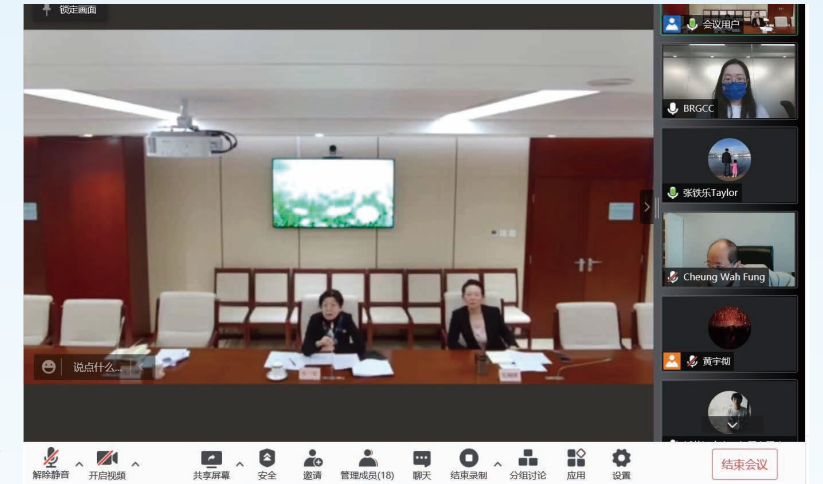 锁定画面
会议用户
BRGCC
张铁乐Taylor
Cheung Wah Fung
黄宇彻
说点什么...
解除静音
开启视频
共享屏幕
安全
邀请
管理成员(18)
聊天
结束录制
分组讨论
应用
设置
结束会议